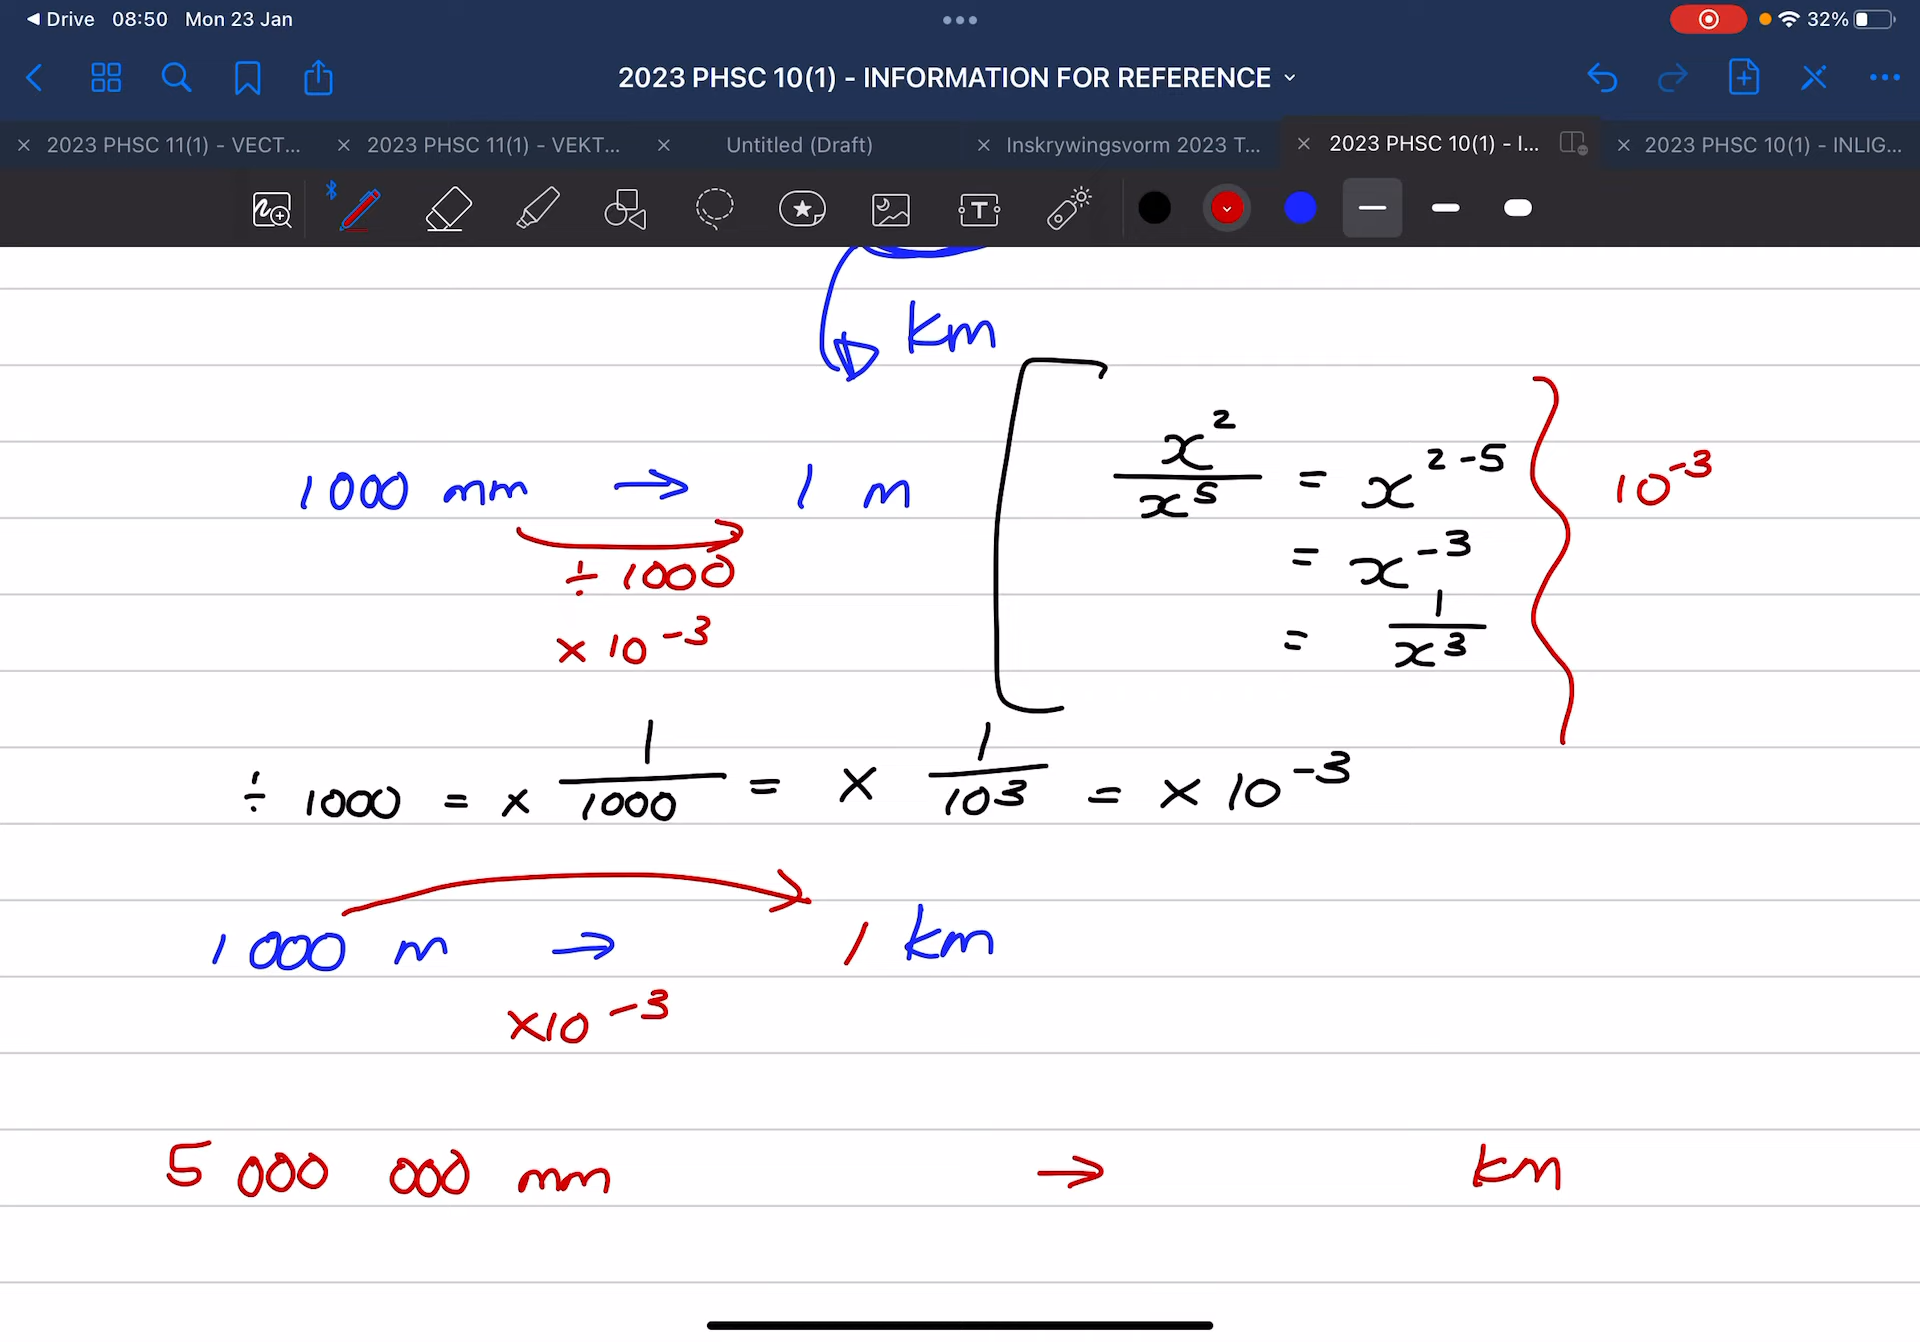 Drive 08:50 Mon 23 Jan 32%
2023 PHSC 10(1) - INFORMATION FOR REFERENCE
2023 PHSC 11(1) - VECT... 2023 PHSC 11(1) - VEKT... Untitled (Draft) Inskrywingsvorm 2023 T... 2023 PHSC 10(1) - I... 2023 PHSC 10(1) - INLIG...
km
1000 mm → 1 m
÷ 1000
× 10⁻³
x²/x⁵ = x²⁻⁵
= x⁻³
= 1/x³
10⁻³
÷ 1000 = × 1/1000 = × 1/10³ = × 10⁻³
1 000 m → 1 km
×10⁻³
5 000 000 mm → km